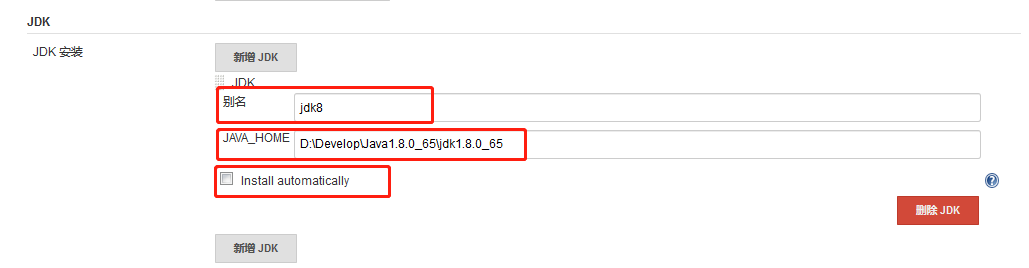 JDK
JDK 安装
新增 JDK
JDK
别名
jdk8
JAVA_HOME
D:\Develop\Java1.8.0_65\jdk1.8.0_65
Install automatically
?
删除 JDK
新增 JDK